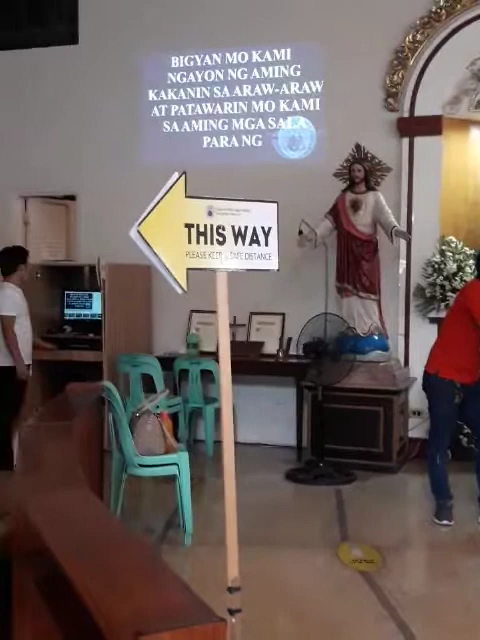 BIGYAN MO KAMI
NGAYON NG AMING
KAKANIN SA ARAW-ARAW
AT PATAWARIN MO KAMI
SA AMING MGA SALA
PARA NG
THIS WAY
PLEASE KEEP SAFE DISTANCE